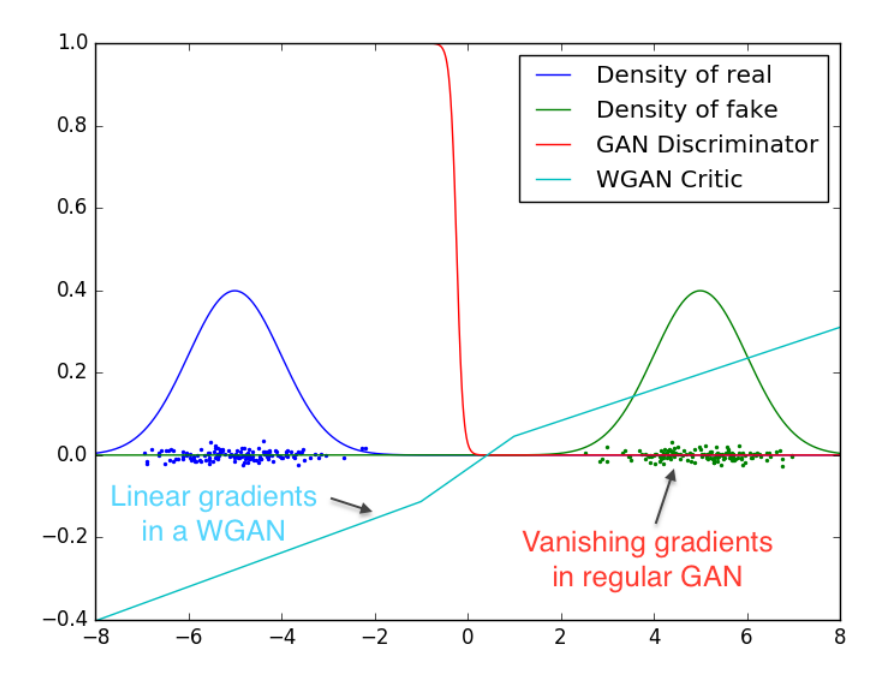 1.0
Density of real
Density of fake
GAN Discriminator
WGAN Critic
0.8
0.6
0.4
0.2
0.0
Linear gradients
in a WGAN
Vanishing gradients
in regular GAN
−0.2
−0.4
−8 −6 −4 −2 0 2 4 6 8